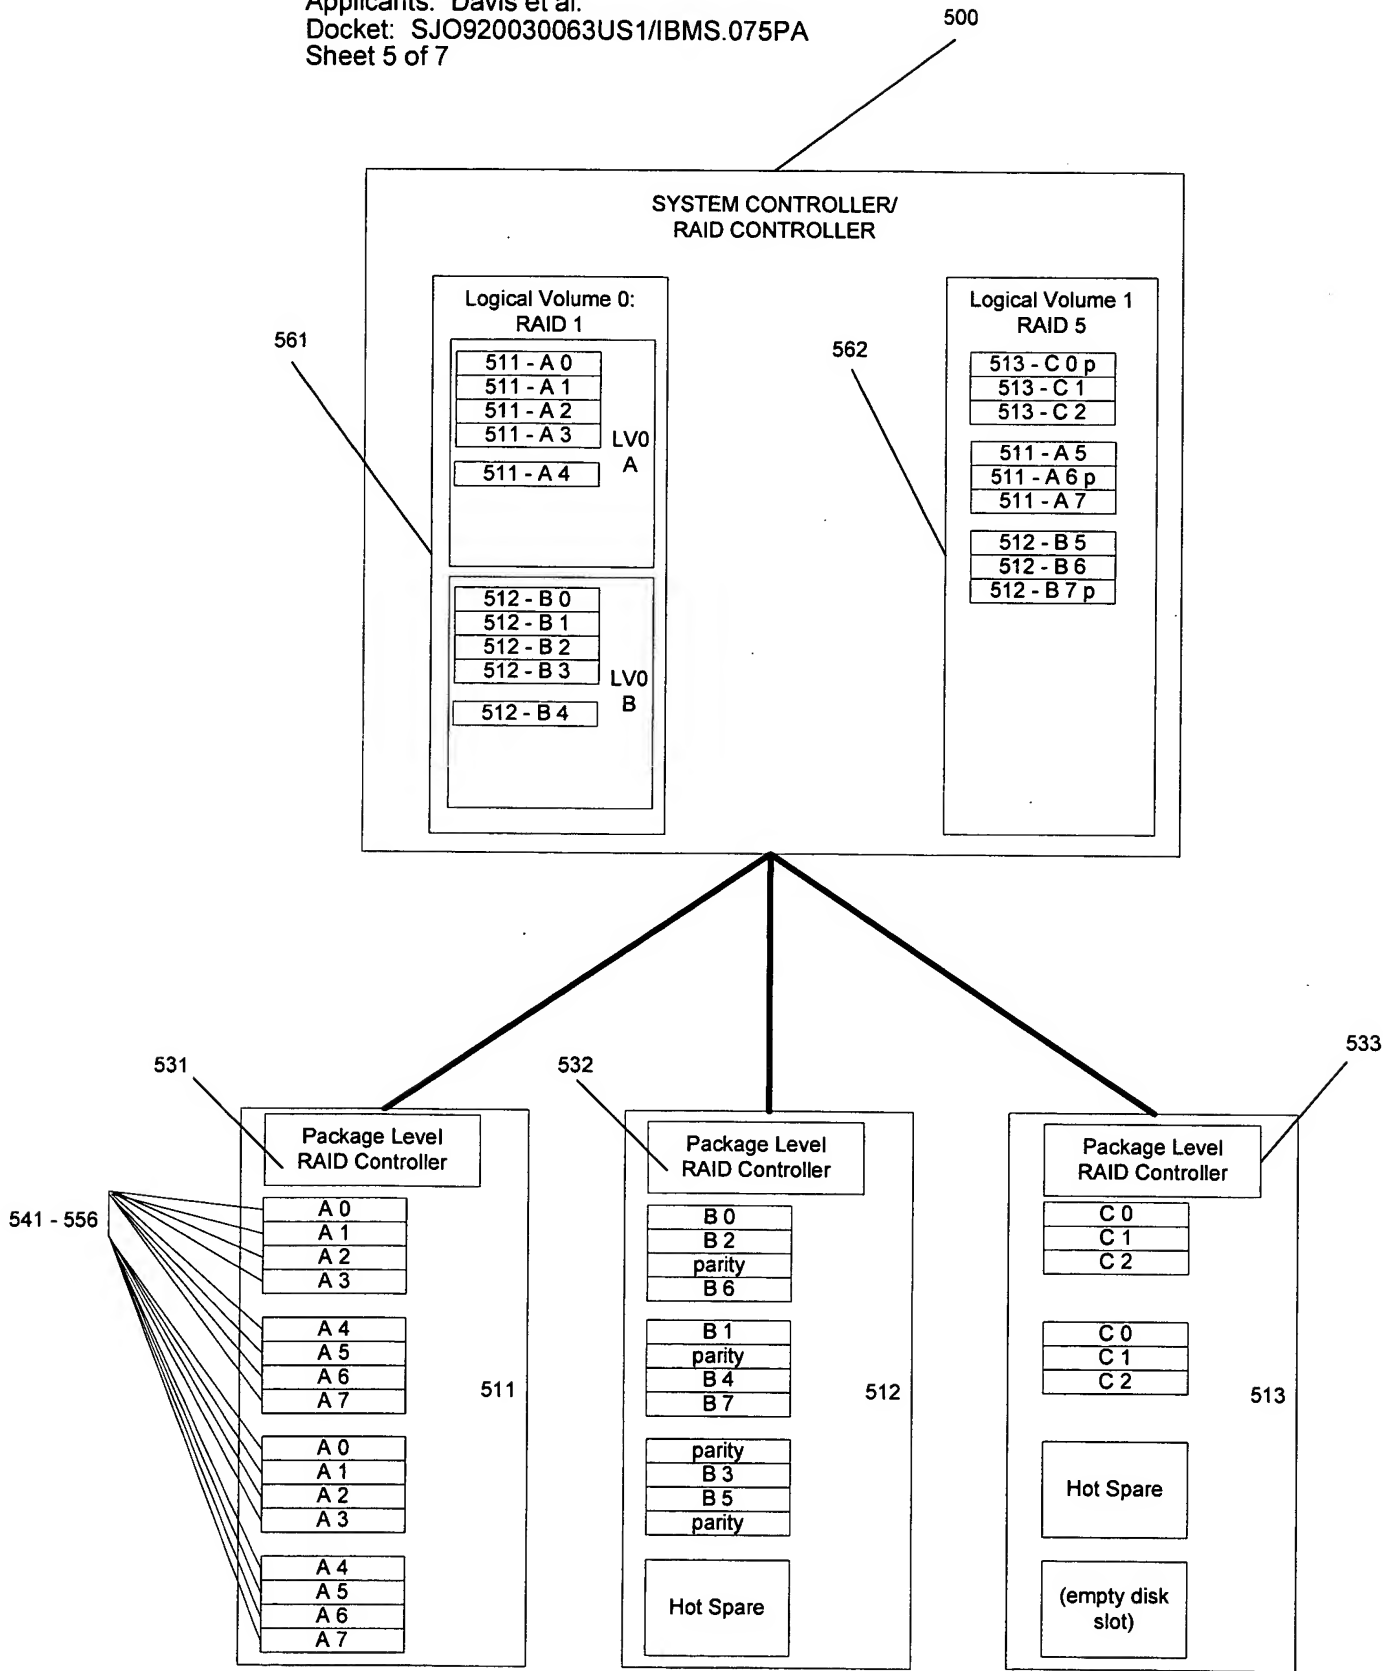 Applicants: Davis et al.
Docket: SJO920030063US1/IBMS.075PA
Sheet 5 of 7
500
SYSTEM CONTROLLER/
RAID CONTROLLER
561
Logical Volume 0:
RAID 1
511 - A 0
511 - A 1
511 - A 2
511 - A 3
511 - A 4
LV0
A
512 - B 0
512 - B 1
512 - B 2
512 - B 3
512 - B 4
LV0
B
562
Logical Volume 1
RAID 5
513 - C 0 p
513 - C 1
513 - C 2
511 - A 5
511 - A 6 p
511 - A 7
512 - B 5
512 - B 6
512 - B 7 p
531
Package Level
RAID Controller
541 - 556
A 0
A 1
A 2
A 3
A 4
A 5
A 6
A 7
511
A 0
A 1
A 2
A 3
A 4
A 5
A 6
A 7
532
Package Level
RAID Controller
B 0
B 2
parity
B 6
B 1
parity
B 4
B 7
512
parity
B 3
B 5
parity
Hot Spare
533
Package Level
RAID Controller
C 0
C 1
C 2
C 0
C 1
C 2
513
Hot Spare
(empty disk
slot)